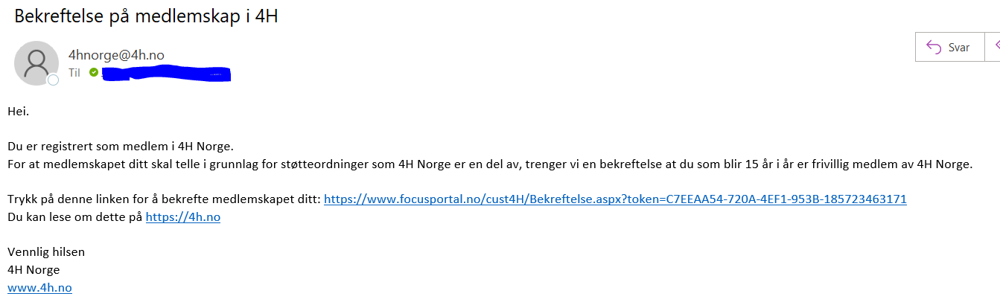 Bekreftelse på medlemskap i 4H
4hnorge@4h.no
Svar
Til
Hei.
Du er registrert som medlem i 4H Norge.
For at medlemskapet ditt skal telle i grunnlag for støtteordninger som 4H Norge er en del av, trenger vi en bekreftelse at du som blir 15 år i år er frivillig medlem av 4H Norge.
Trykk på denne linken for å bekrefte medlemskapet ditt: https://www.focusportal.no/cust4H/Bekreftelse.aspx?token=C7EEAA54-720A-4EF1-953B-185723463171
Du kan lese om dette på https://4h.no
Vennlig hilsen
4H Norge
www.4h.no